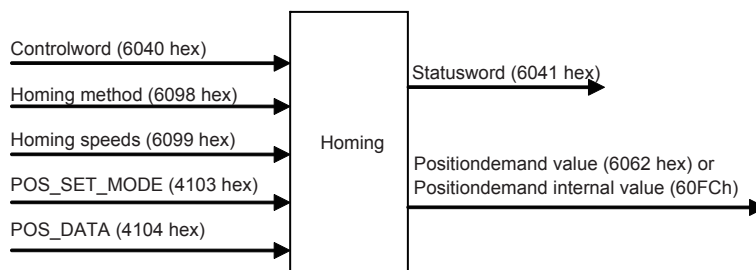 Controlword (6040 hex)
Homing method (6098 hex)
Homing speeds (6099 hex)
POS_SET_MODE (4103 hex)
POS_DATA (4104 hex)
Homing
Statusword (6041 hex)
Positiondemand value (6062 hex) or
Positiondemand internal value (60FCh)